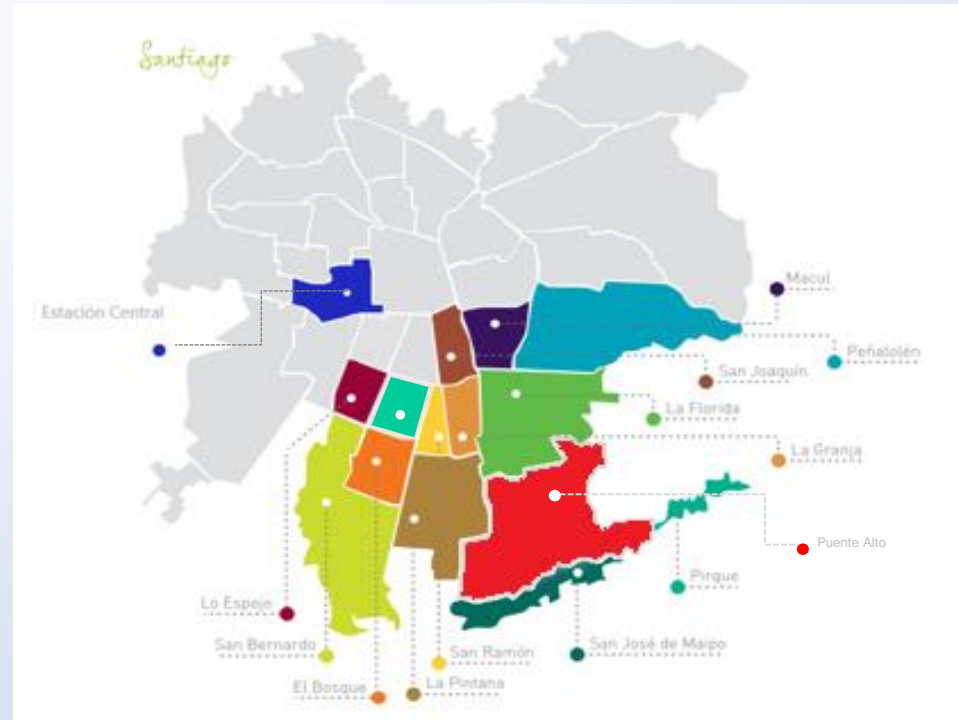 Santiago
Macul
Estación Central
Peñalolén
San Joaquín
La Florida
La Granja
Puente Alto
Pirque
Lo Espejo
San Bernardo
San José de Maipo
San Ramón
El Bosque
La Pintana